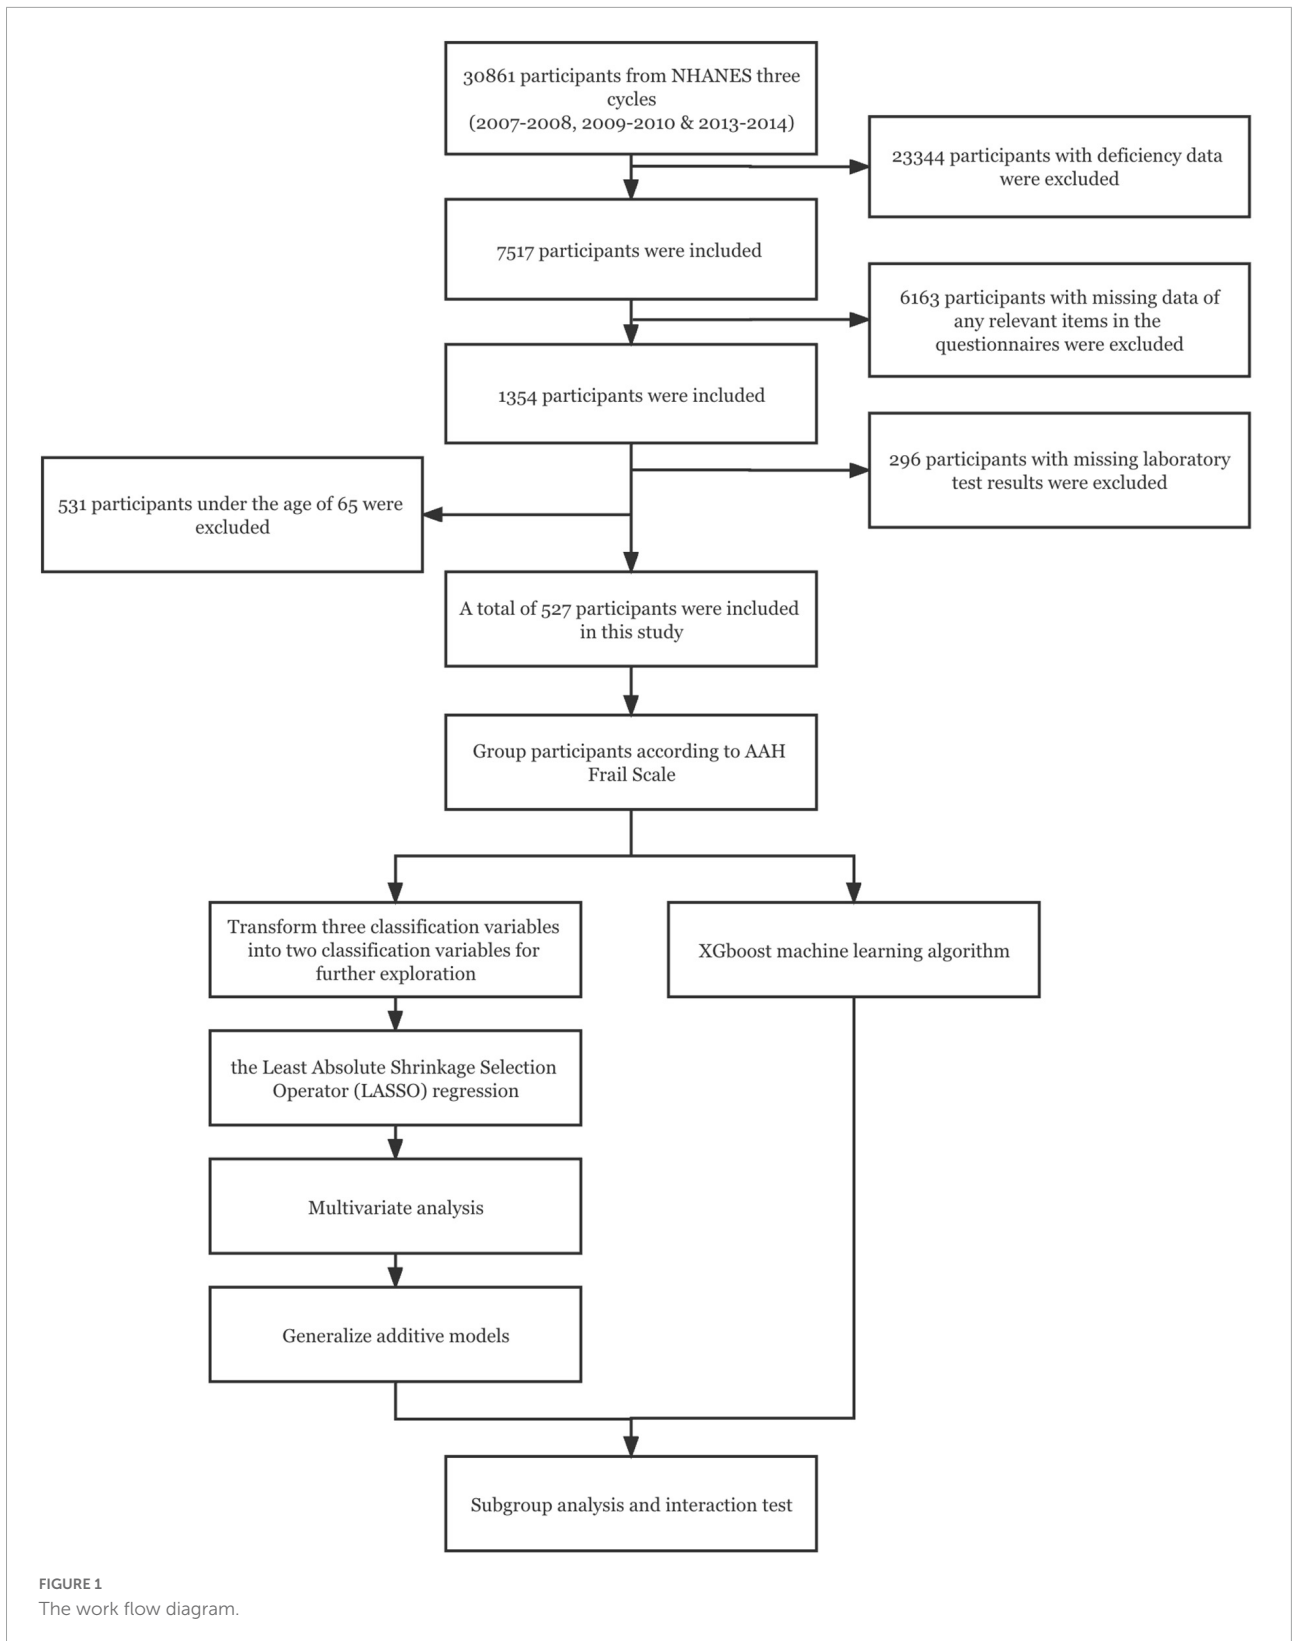 30861 participants from NHANES three
cycles
(2007-2008, 2009-2010 & 2013-2014)
23344 participants with deficiency data
were excluded
7517 participants were included
6163 participants with missing data of
any relevant items in the
questionnaires were excluded
1354 participants were included
296 participants with missing laboratory
test results were excluded
531 participants under the age of 65 were
excluded
A total of 527 participants were included
in this study
Group participants according to AAH
Frail Scale
Transform three classification variables
into two classification variables for
further exploration
XGboost machine learning algorithm
the Least Absolute Shrinkage Selection
Operator (LASSO) regression
Multivariate analysis
Generalize additive models
Subgroup analysis and interaction test
FIGURE 1
The work flow diagram.